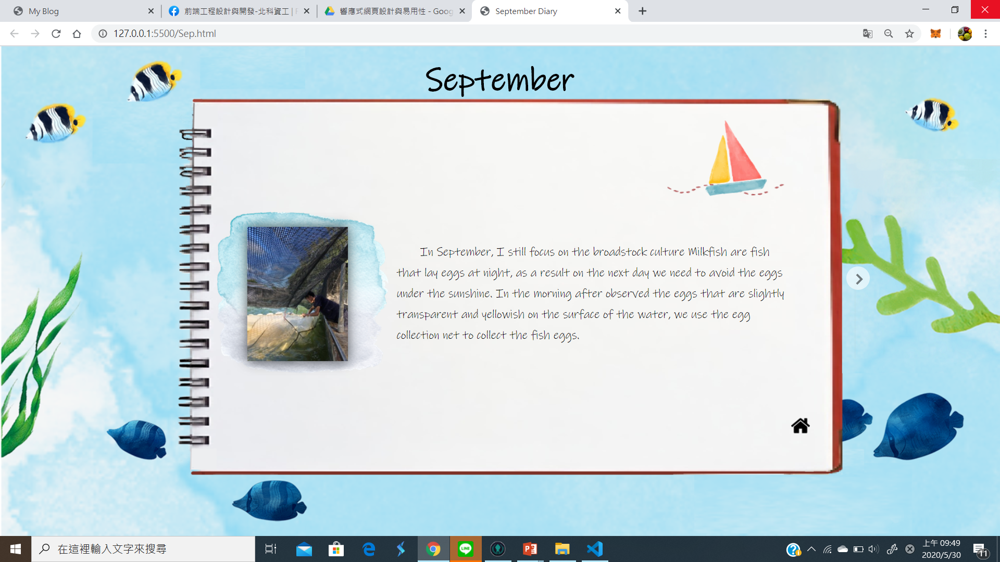 My Blog
前端工程設計與開發-北科資工 |
響應式網頁設計與易用性 - Goog
September Diary
127.0.0.1:5500/Sep.html
September
In September, I still focus on the broadstock culture Milkfish are fish
that lay eggs at night, as a result on the next day we need to avoid the eggs
under the sunshine. In the morning after observed the eggs that are slightly
transparent and yellowish on the surface of the water, we use the egg
collection net to collect the fish eggs.
在這裡輸入文字來搜尋
LINE
上午 09:49
2020/5/30
11